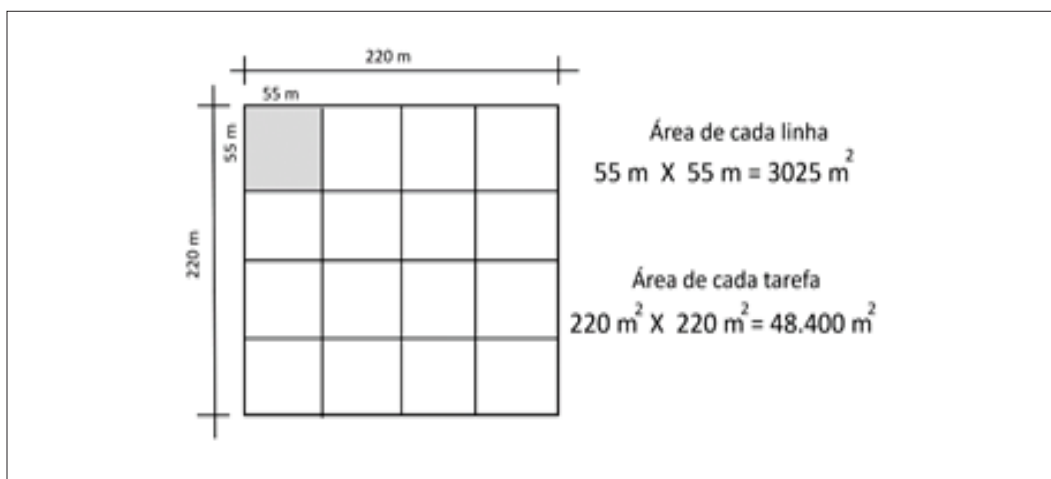 220 m
55 m
55 m
220 m
Área de cada linha
55 m X 55 m = 3025 m²
Área de cada tarefa
220 m² X 220 m² = 48.400 m²